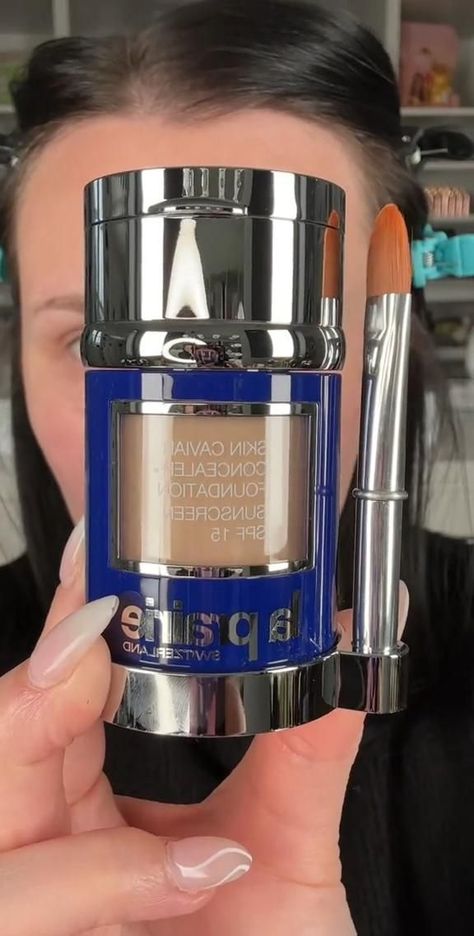 SKIN CAVIAR
CONCEALER
FOUNDATION
SUNSCREEN
SPF 15
la prairie
SWITZERLAND